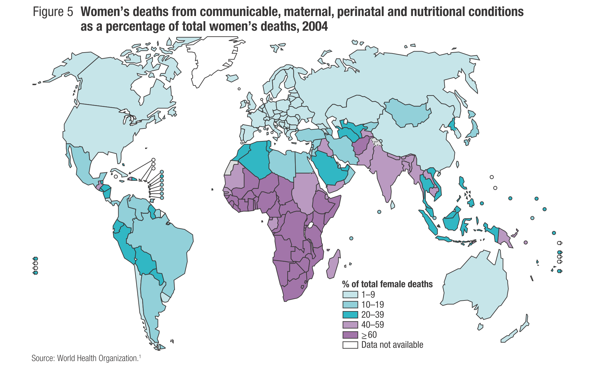 Figure 5 Women's deaths from communicable, maternal, perinatal and nutritional conditions
as a percentage of total women's deaths, 2004
% of total female deaths
1–9
10–19
20–39
40–59
≥60
Data not available
Source: World Health Organization.¹